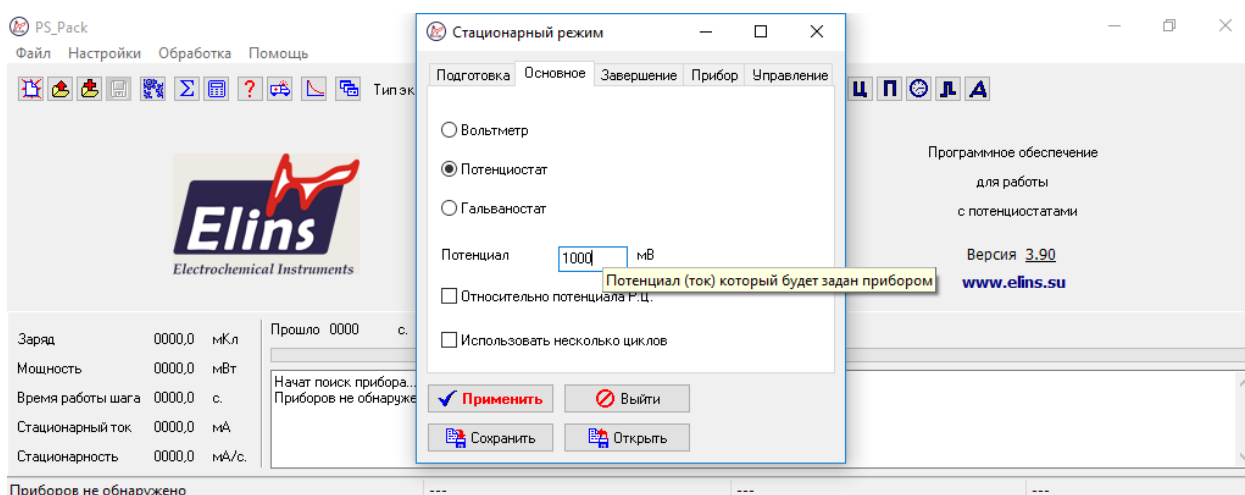 PS_Pack
Файл Настройки Обработка Помощь
Тип эк
Elins
Electrochemical Instruments
Стационарный режим
Подготовка Основное Завершение Прибор Управление
Вольтметр
Потенциостат
Гальваностат
Потенциал 1000 мВ
Потенциал (ток) который будет задан прибором
Относительно потенциала Р.Ц.
Использовать несколько циклов
Применить Выйти
Сохранить Открыть
Ц П Д
Программное обеспечение
для работы
с потенциостатами
Версия 3.90
www.elins.su
Заряд 0000,0 мКл
Мощность 0000,0 мВт
Время работы шага 0000,0 с.
Стационарный ток 0000,0 мА
Стационарность 0000,0 мА/с.
Прошло 0000 с.
Начат поиск прибора...
Приборов не обнаруже
Приборов не обнаружено --- --- ---